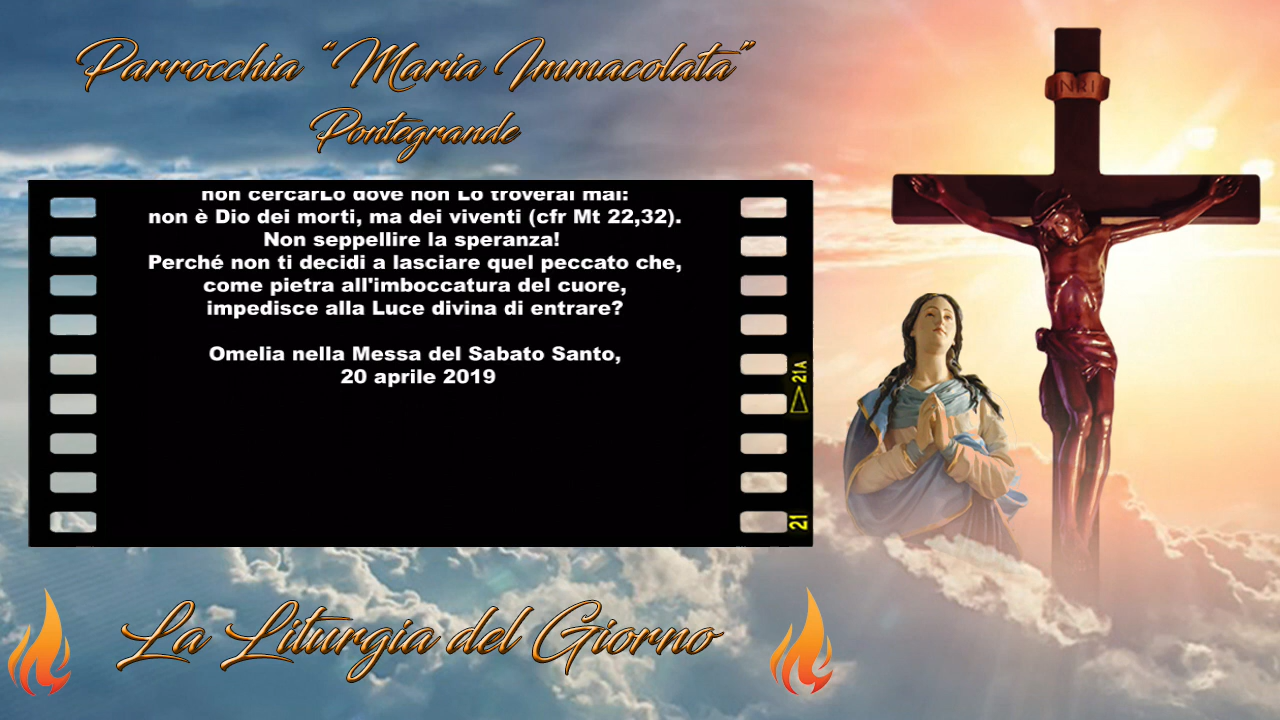 Parrocchia “Maria Immacolata”
Pontegrande
INRI
non cercarLo dove non Lo troverai mai:
non è Dio dei morti, ma dei viventi (cfr Mt 22,32).
Non seppellire la speranza!
Perché non ti decidi a lasciare quel peccato che,
come pietra all'imboccatura del cuore,
impedisce alla Luce divina di entrare?
Omelia nella Messa del Sabato Santo,
20 aprile 2019
21A
21
La Liturgia del Giorno